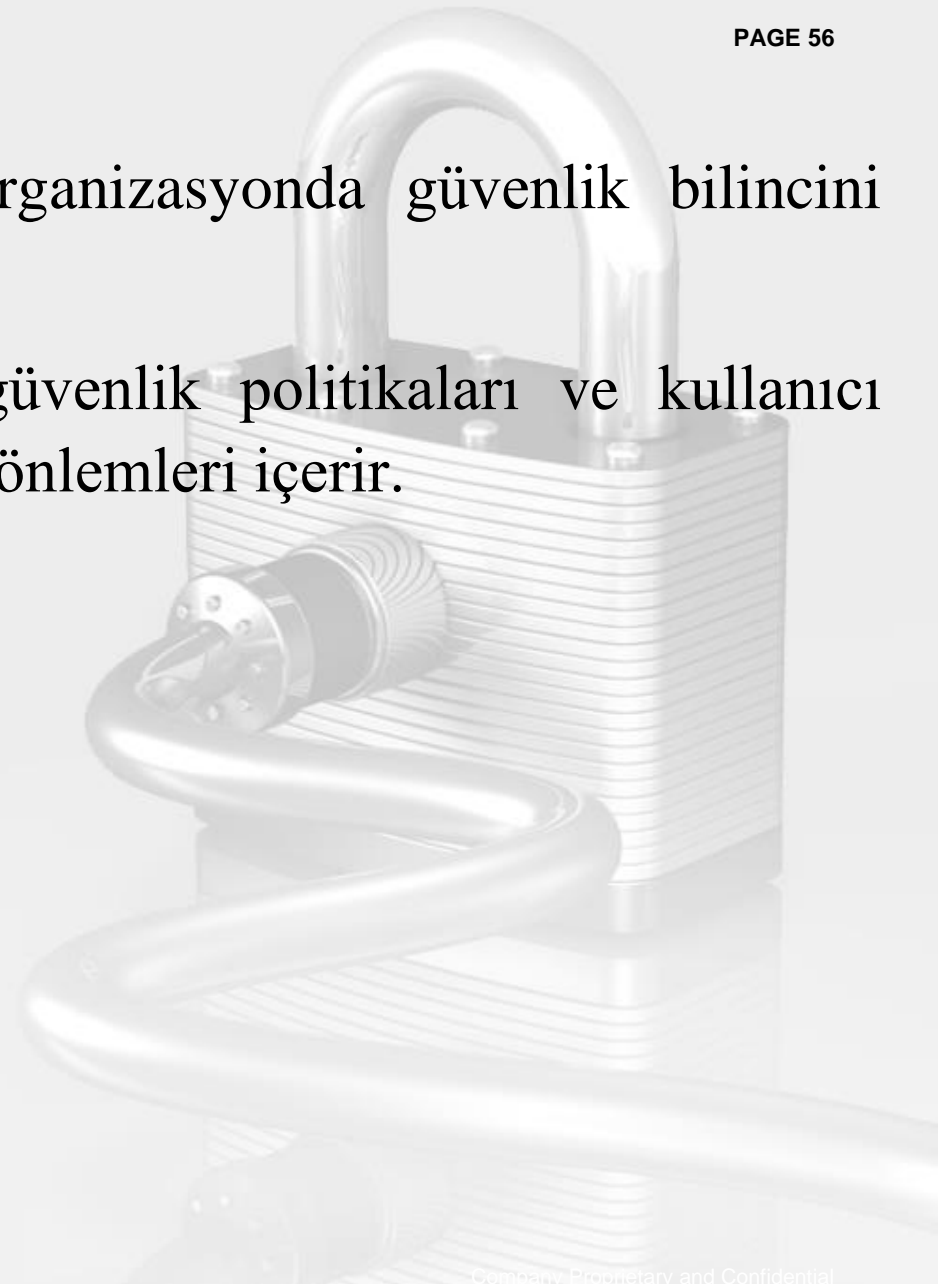 PAGE 56
rganizasyonda güvenlik bilincini
güvenlik politikaları ve kullanıcı
önlemleri içerir.
Company Proprietary and Confidential